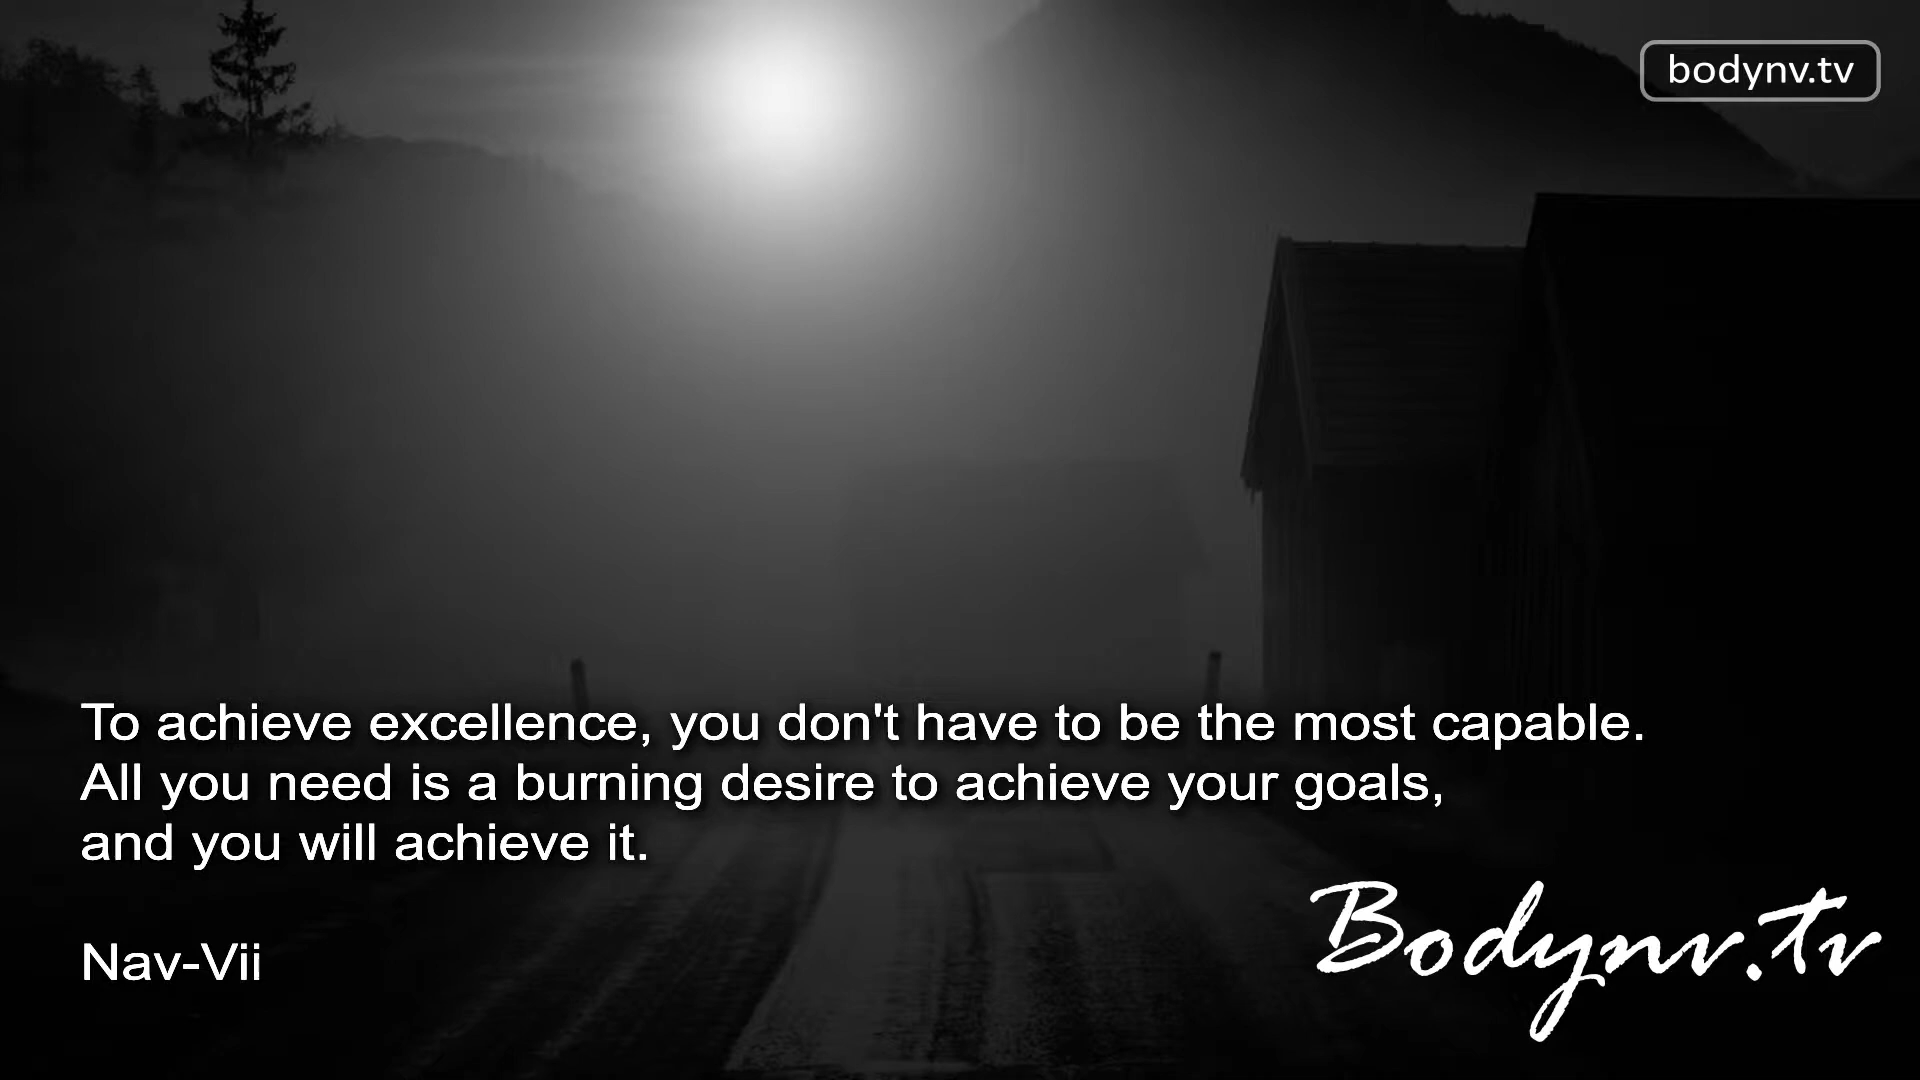 bodynv.tv
To achieve excellence, you don't have to be the most capable.
All you need is a burning desire to achieve your goals,
and you will achieve it.
Nav-Vii
Bodynv.tv